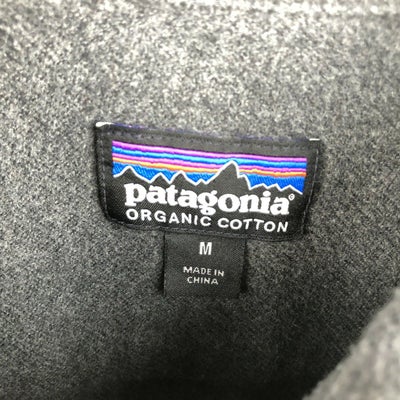 patagonia®
ORGANIC COTTON
M
MADE IN
CHINA